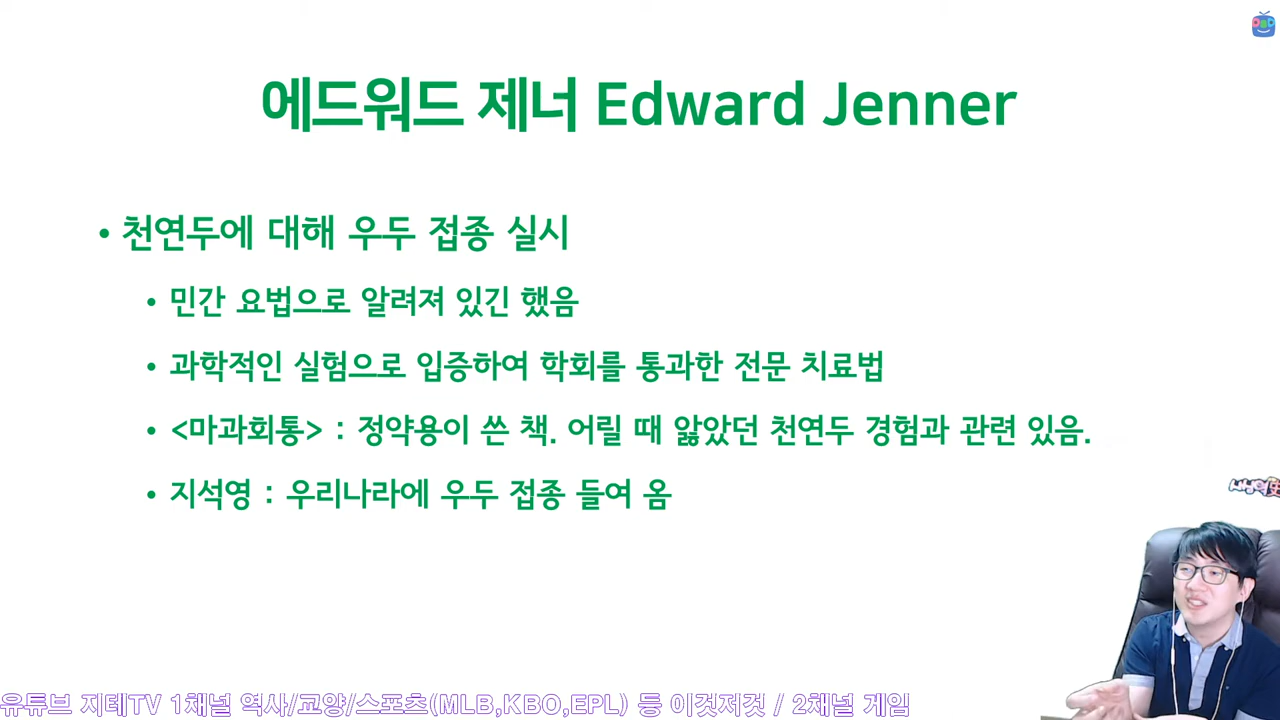 에드워드 제너 Edward Jenner
• 천연두에 대해 우두 접종 실시
• 민간 요법으로 알려져 있긴 했음
• 과학적인 실험으로 입증하여 학회를 통과한 전문 치료법
• <마과회통> : 정약용이 쓴 책. 어릴 때 앓았던 천연두 경험과 관련 있음.
• 지석영 : 우리나라에 우두 접종 들여 옴
유튜브 지테TV 1채널 역사/교양/스포츠(MLB,KBO,EPL) 등 이것저것 / 2채널 게임